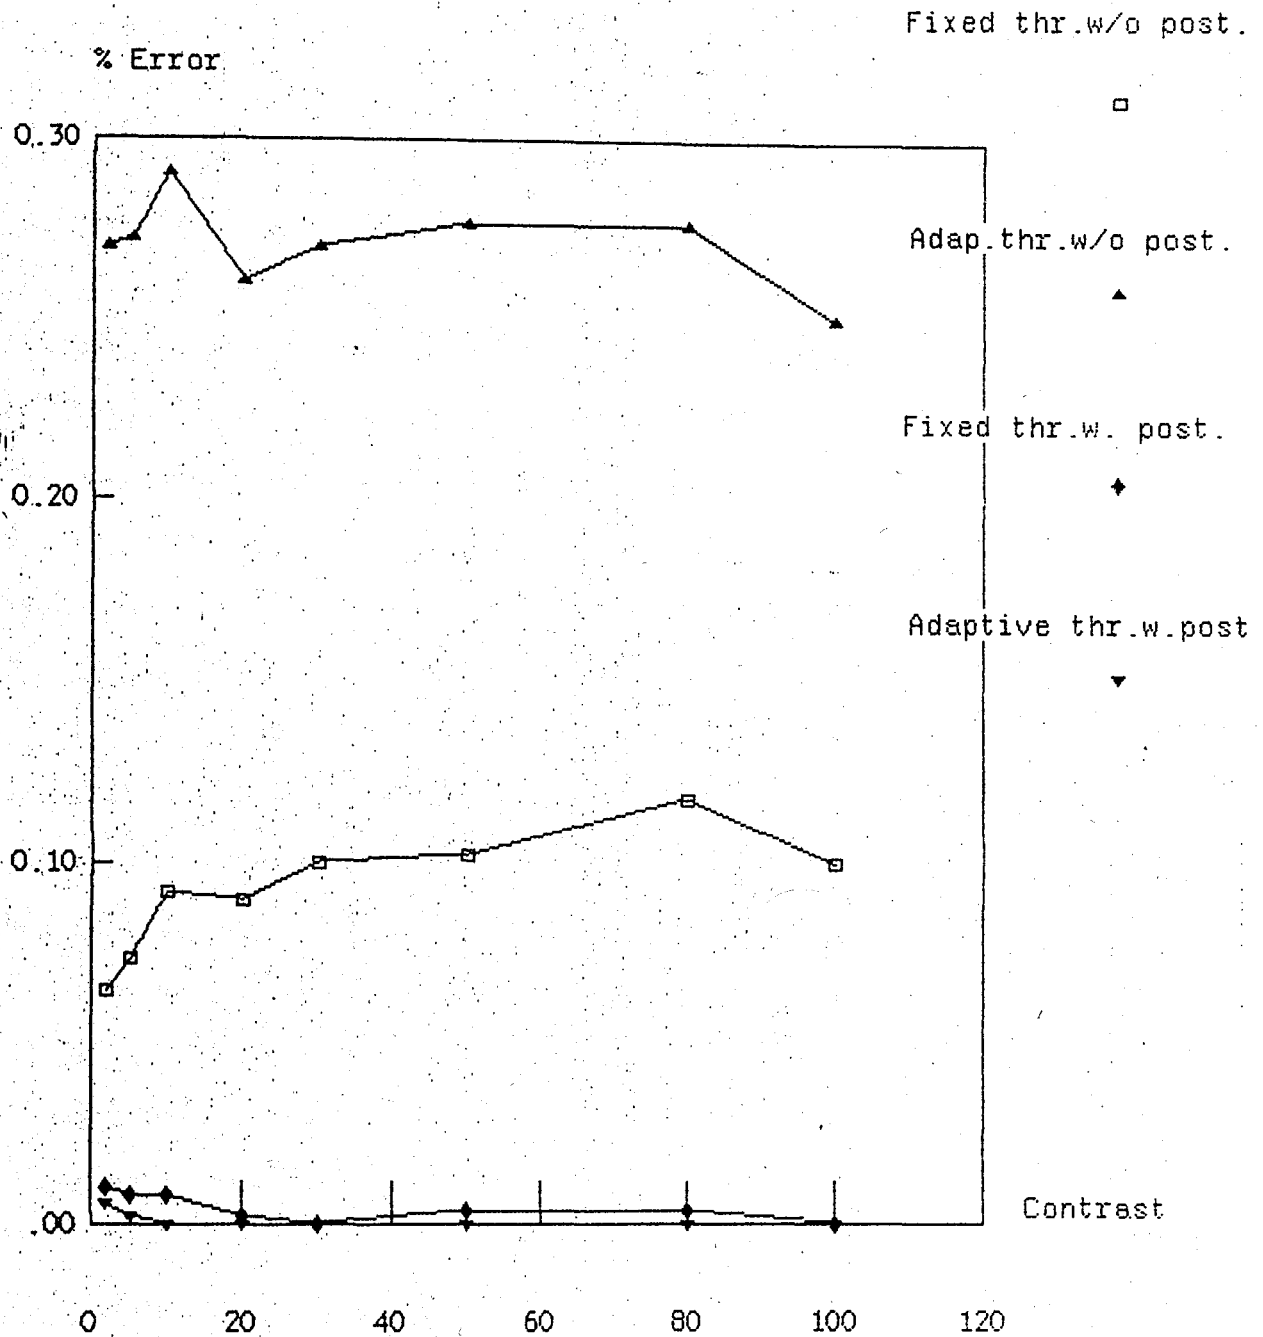 Fixed thr.w/o post.
% Error
0.30
Adap.thr.w/o post.
Fixed thr.w. post.
0.20
Adaptive thr.w.post
0.10
.00
Contrast
0 20 40 60 80 100 120